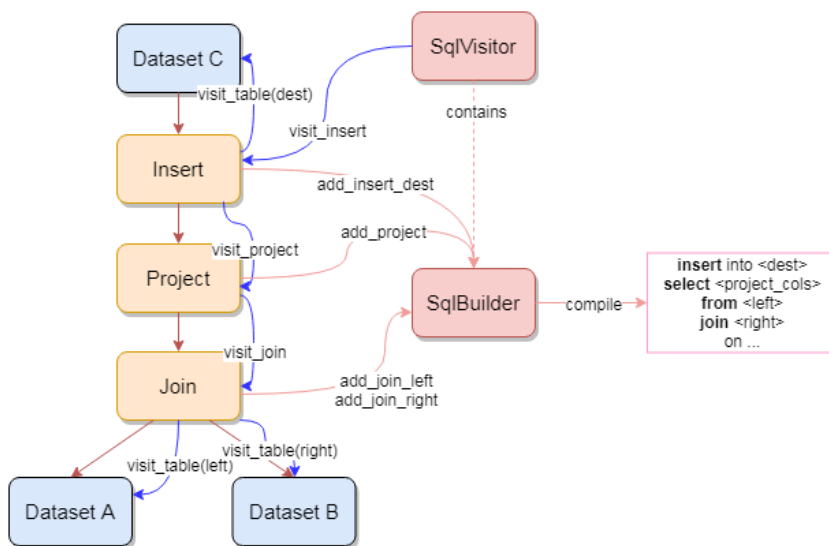 Dataset C
SqlVisitor
visit_table(dest)
contains
visit_insert
Insert
add_insert_dest
add_project
visit_project
Project
SqlBuilder
compile
insert into <dest>
select <project_cols>
from <left>
join <right>
on ...
visit_join
Join
add_join_left
add_join_right
visit_table(right)
visit_table(left)
Dataset A
Dataset B